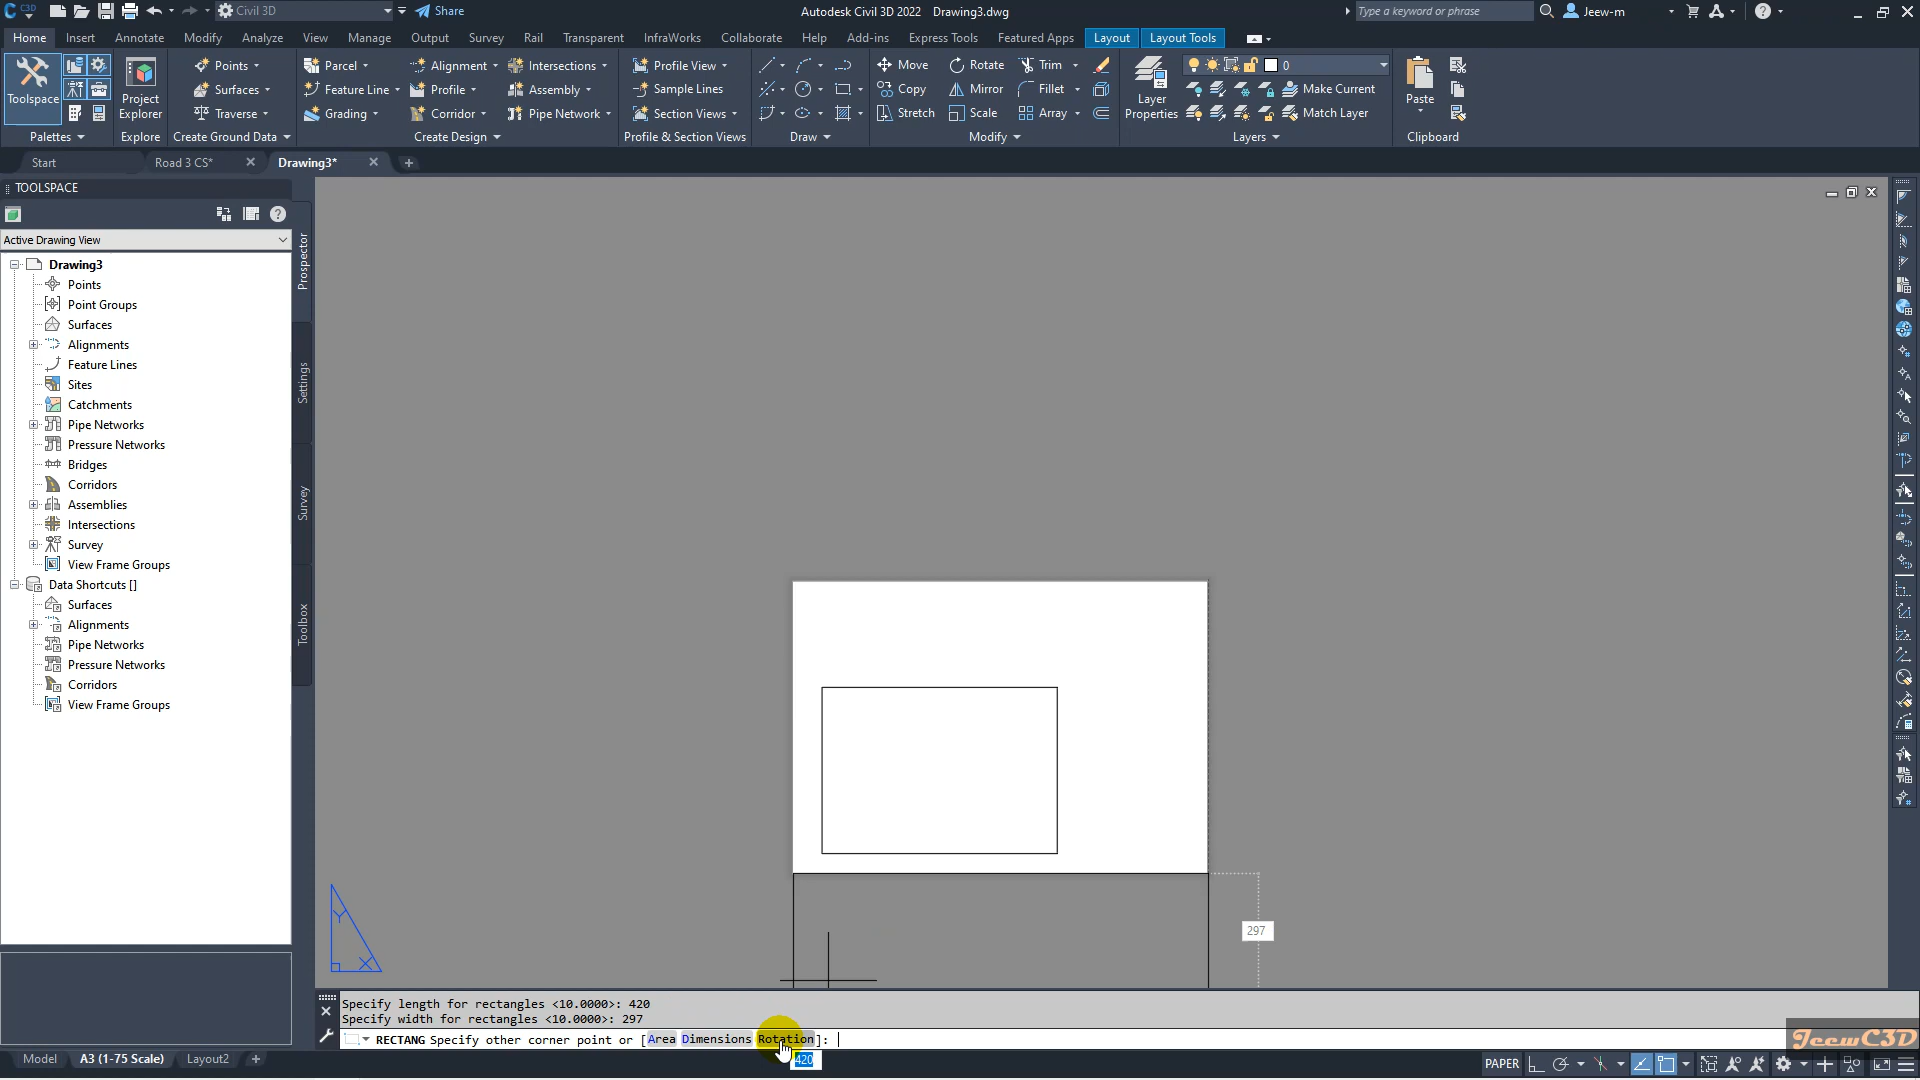 C3D Civil 3D Share Autodesk Civil 3D 2022 Drawing3.dwg Type a keyword or phrase Jeew-m
Home Insert Annotate Modify Analyze View Manage Output Survey Rail Transparent InfraWorks Collaborate Help Add-ins Express Tools Featured Apps Layout Layout Tools
Points Parcel Alignment Intersections Profile View Move Rotate Trim 0
Surfaces Feature Line Profile Assembly Sample Lines Copy Mirror Fillet Make Current
Toolspace Project Explorer Layer Properties Paste
Traverse Grading Corridor Pipe Network Section Views Stretch Scale Array Match Layer
Palettes Explore Create Ground Data Create Design Profile & Section Views Draw Modify Layers Clipboard
Start Road 3 CS* Drawing3*
TOOLSPACE
Active Drawing View
Drawing3
Points
Point Groups
Surfaces
Alignments
Feature Lines
Sites
Catchments
Pipe Networks
Pressure Networks
Bridges
Corridors
Assemblies
Intersections
Survey
View Frame Groups
Data Shortcuts []
Surfaces
Alignments
Pipe Networks
Pressure Networks
Corridors
View Frame Groups
Prospector
Settings
Survey
Toolbox
Y
X
297
Specify length for rectangles <10.0000>: 420
Specify width for rectangles <10.0000>: 297
RECTANG Specify other corner point or [Area Dimensions Rotation]:
420
JeewC3D
Model A3 (1-75 Scale) Layout2 PAPER